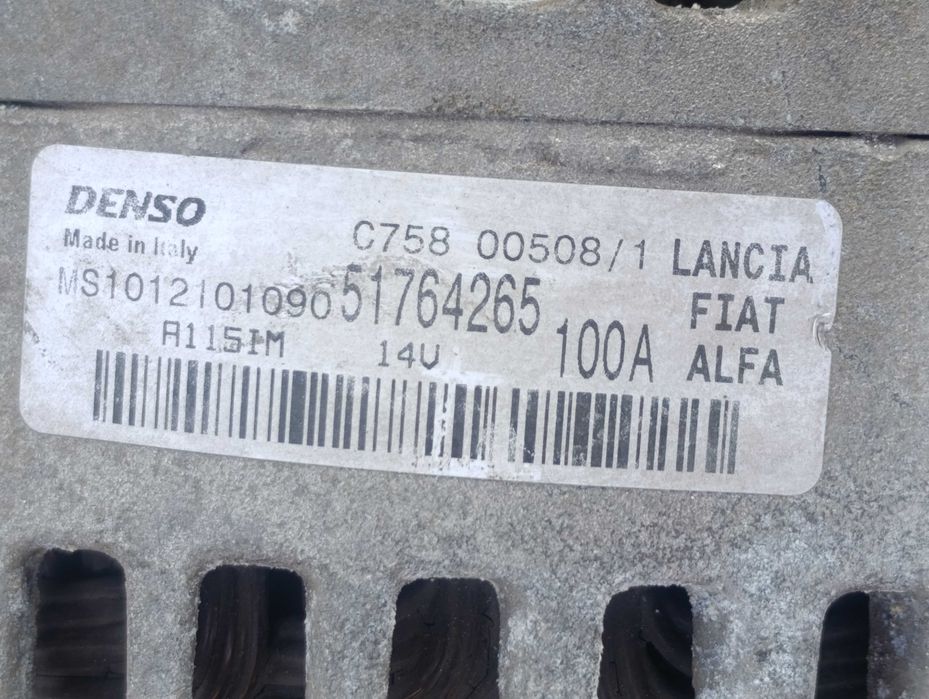 DENSO
Made in Italy
C758 00508/1 LANCIA
MS1012101090 51764265 FIAT
A115IM 14V 100A ALFA